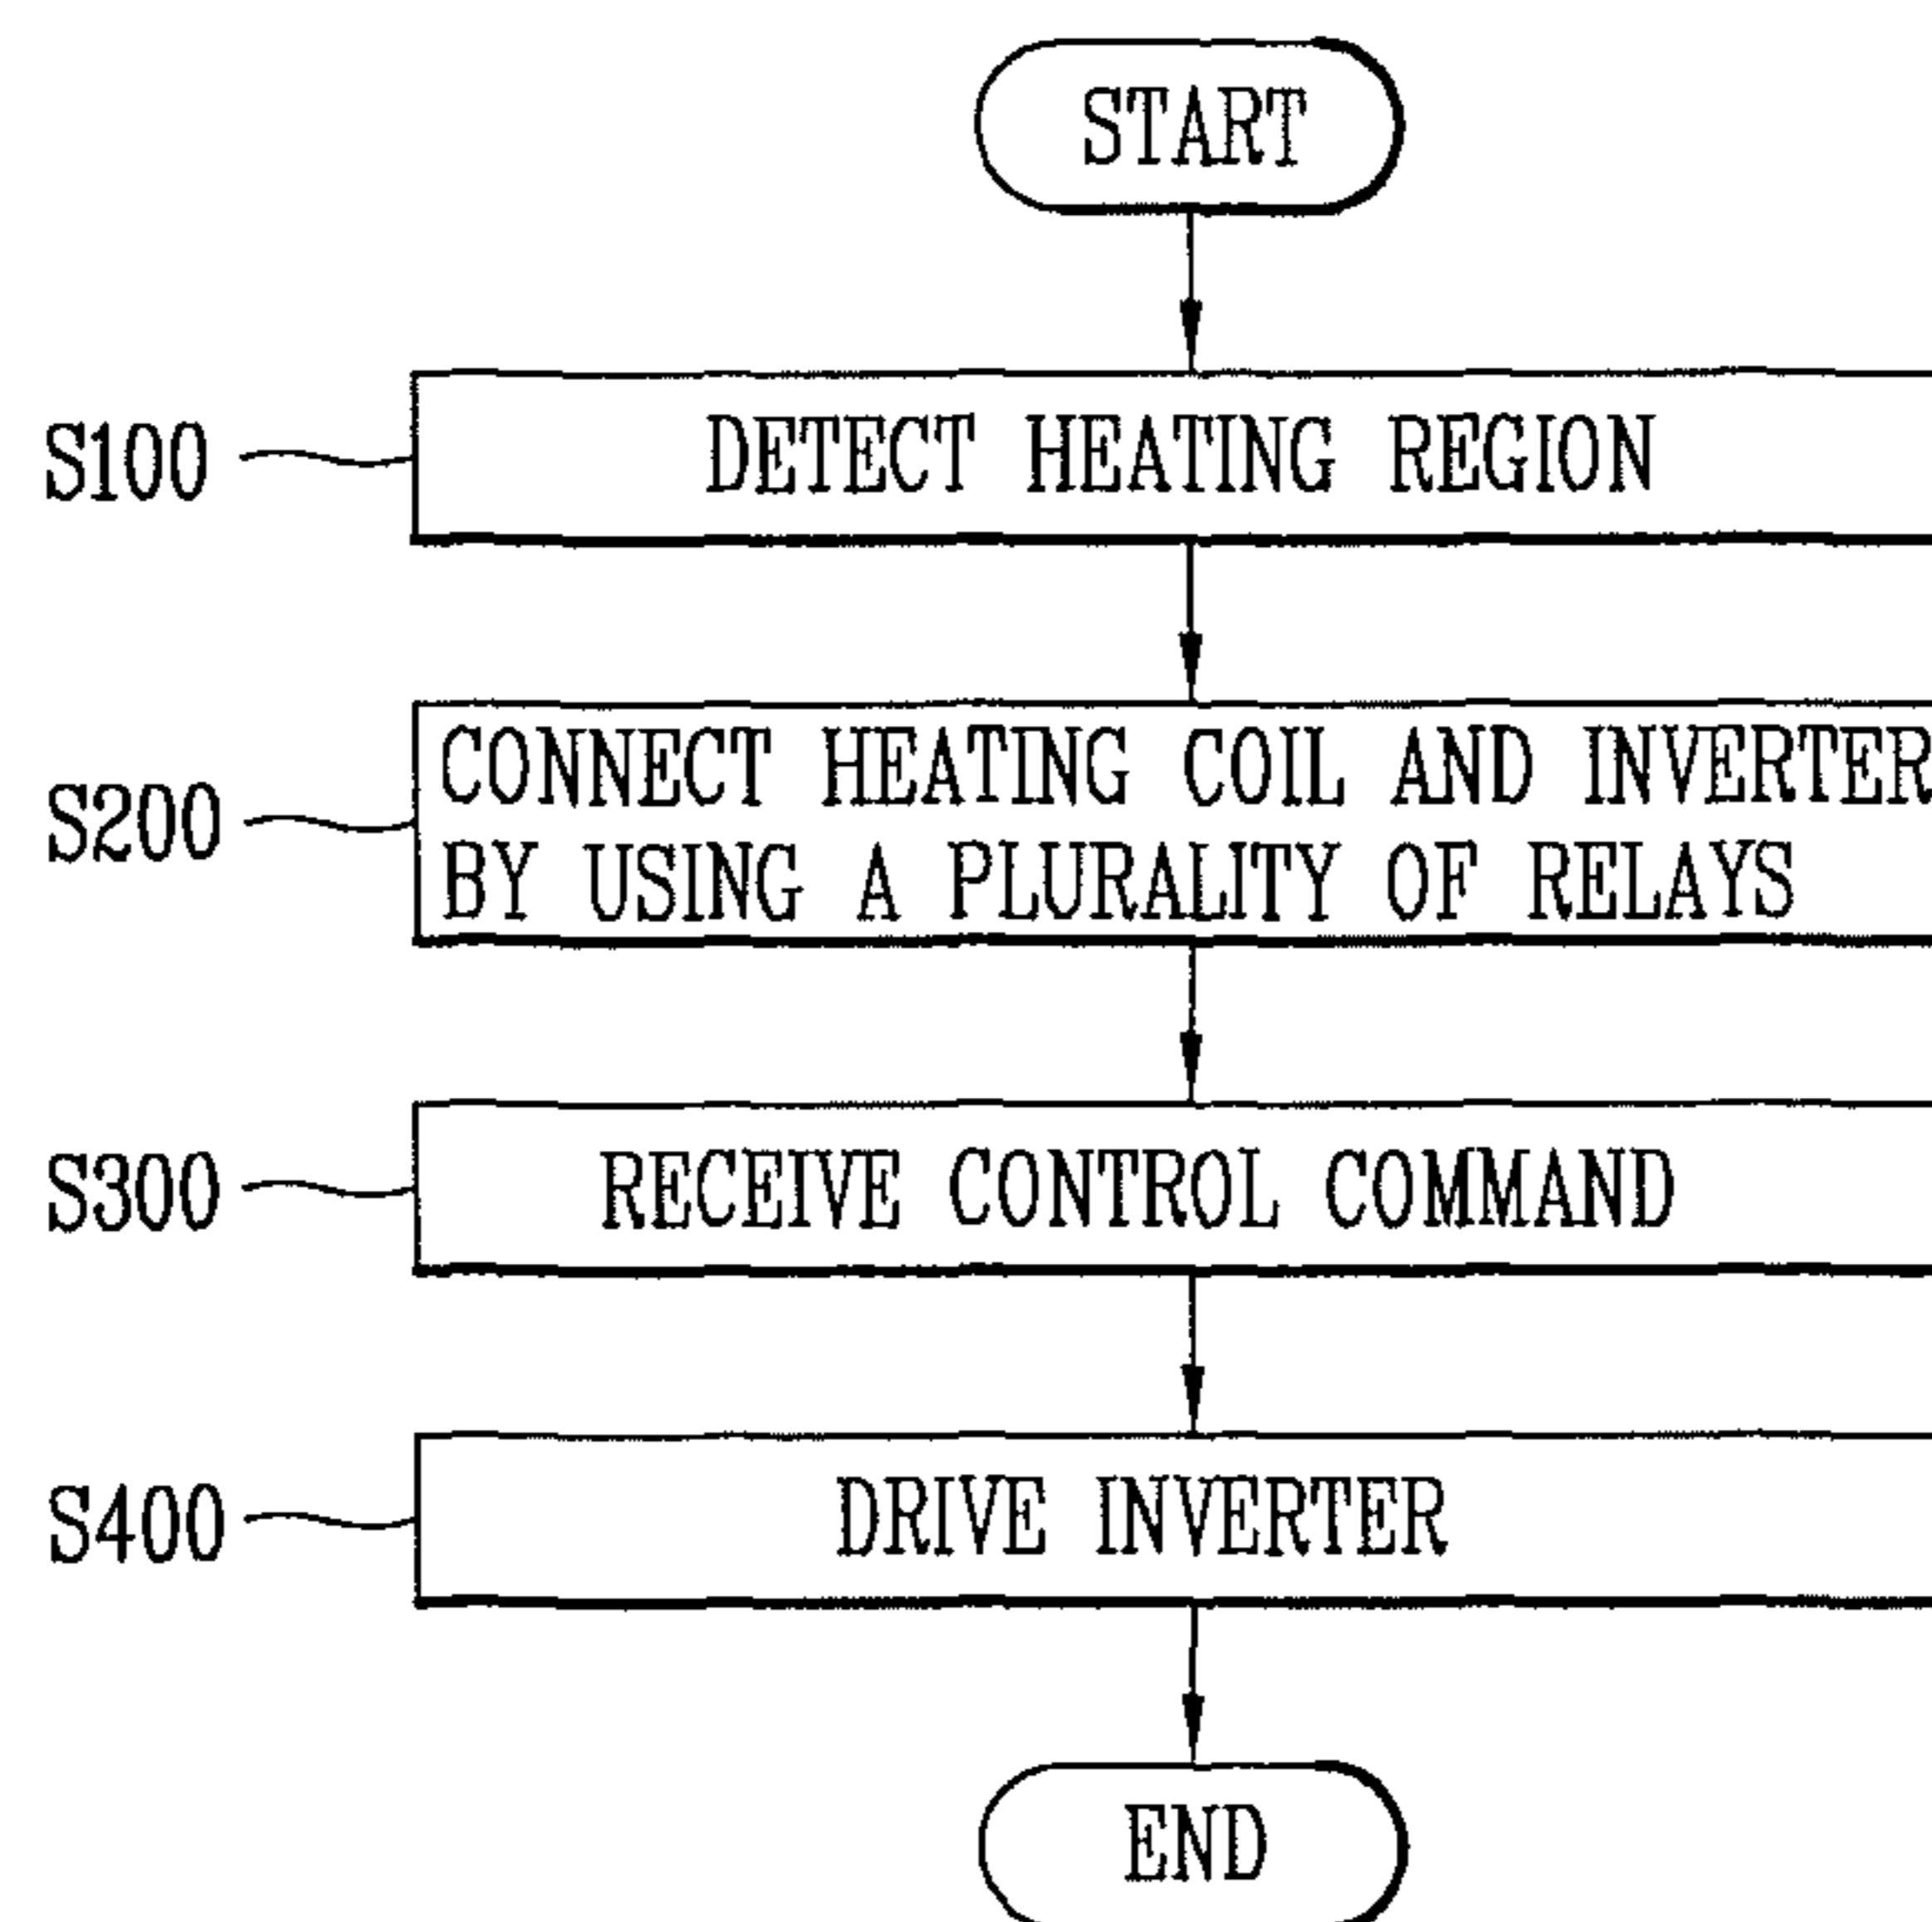 START
S100
DETECT HEATING REGION
S200
CONNECT HEATING COIL AND INVERTER
BY USING A PLURALITY OF RELAYS
S300
RECEIVE CONTROL COMMAND
S400
DRIVE INVERTER
END